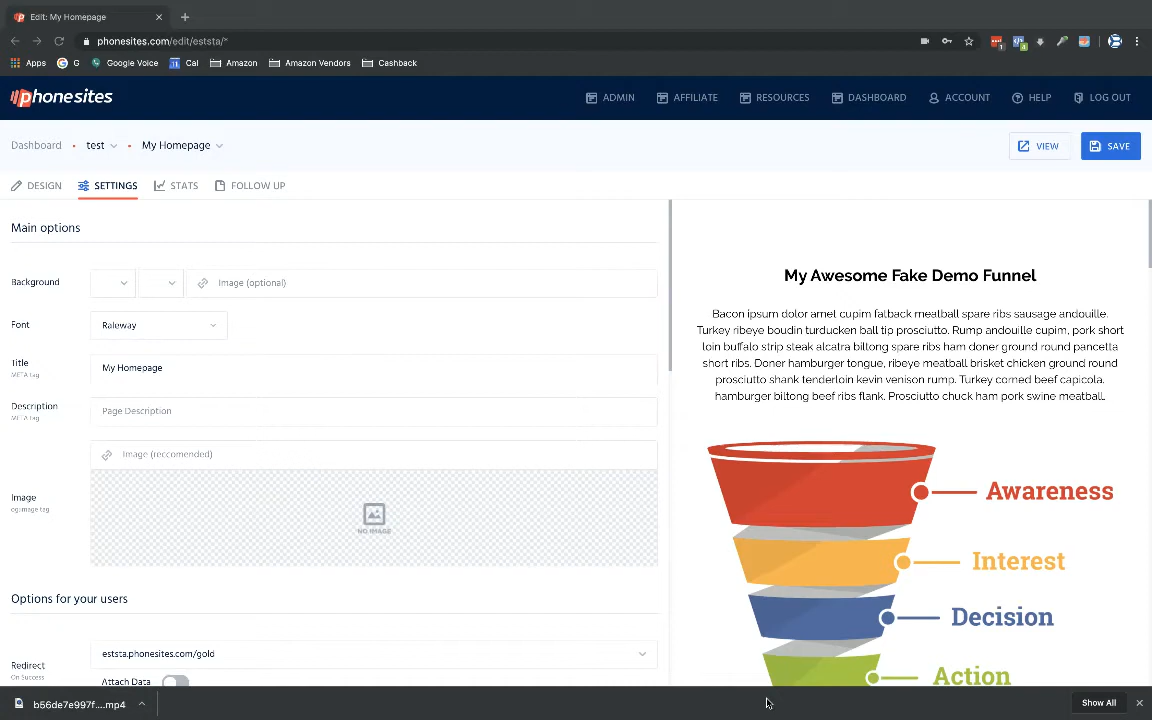 Edit: My Homepage
phonesites.com/edit/eststa/*
Apps G Google Voice Cal Amazon Amazon Vendors Cashback
phonesites ADMIN AFFILIATE RESOURCES DASHBOARD ACCOUNT HELP LOG OUT
Dashboard • test • My Homepage VIEW SAVE
DESIGN SETTINGS STATS FOLLOW UP
Main options
Background Image (optional)
Font Raleway
Title My Homepage
META tag
Description Page Description
META tag
Image (reccomended)
Image
og:image tag
NO IMAGE
Options for your users
Redirect eststa.phonesites.com/gold
On Success
Attach Data
My Awesome Fake Demo Funnel
Bacon ipsum dolor amet cupim fatback meatball spare ribs sausage andouille.
Turkey ribeye boudin turducken ball tip prosciutto. Rump andouille cupim, pork short
loin buffalo strip steak alcatra biltong spare ribs ham doner ground round pancetta
short ribs. Doner hamburger tongue, ribeye meatball brisket chicken ground round
prosciutto shank tenderloin kevin venison rump. Turkey corned beef capicola,
hamburger biltong beef ribs flank. Prosciutto chuck ham pork swine meatball.
Awareness
Interest
Decision
Action
b56de7e997f....mp4 Show All